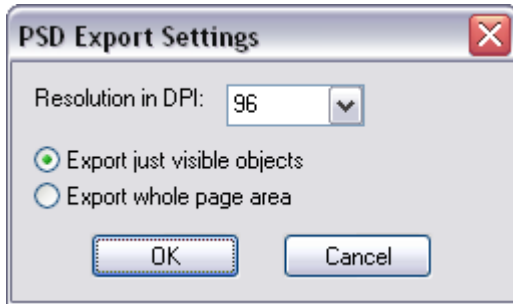 PSD Export Settings
Resolution in DPI: 96
Export just visible objects
Export whole page area
OK Cancel